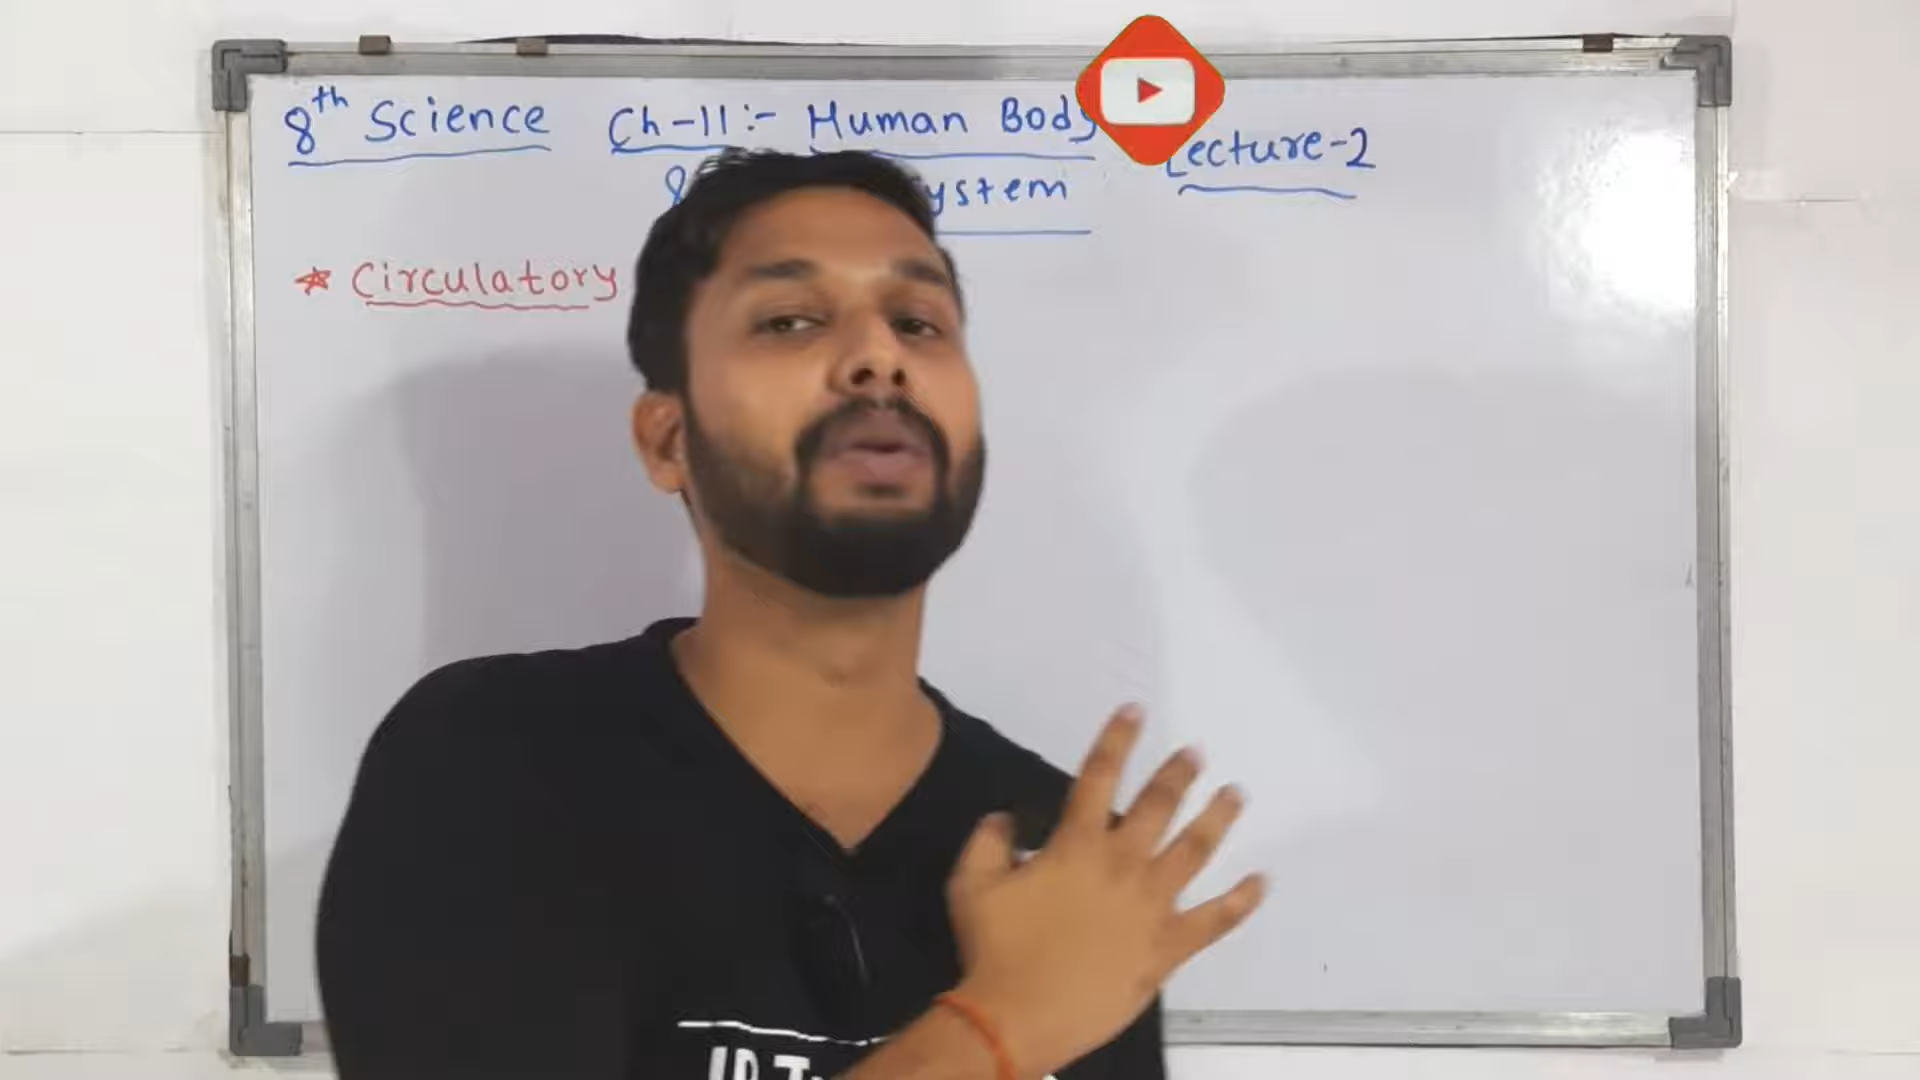 8th Science Ch-11:- Human Body Lecture-2
& System
* Circulatory